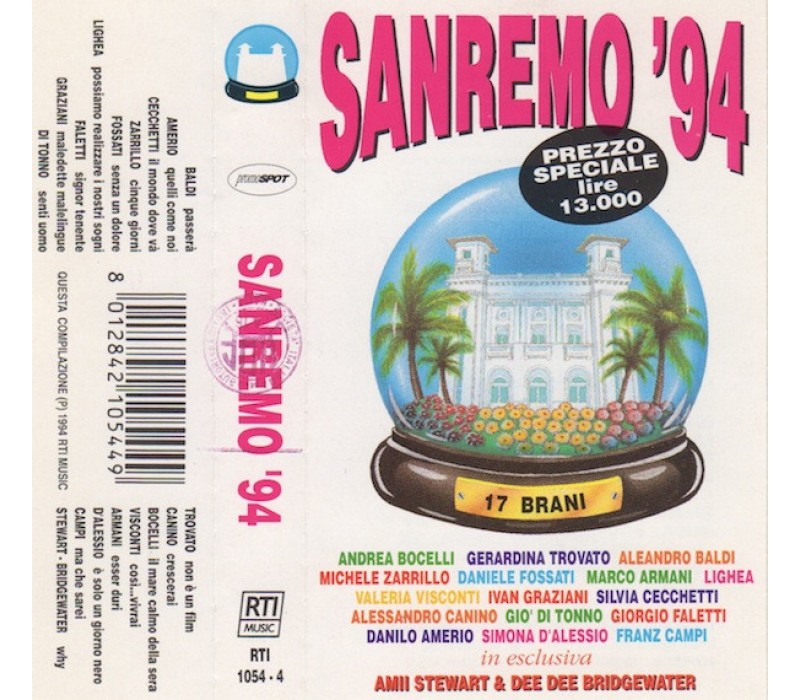 SANREMO '94
PREZZO
SPECIALE
lire
13.000
17 BRANI
ANDREA BOCELLI GERARDINA TROVATO ALEANDRO BALDI
MICHELE ZARRILLO DANIELE FOSSATI MARCO ARMANI LIGHEA
VALERIA VISCONTI IVAN GRAZIANI SILVIA CECCHETTI
ALESSANDRO CANINO GIO' DI TONNO GIORGIO FALETTI
DANILO AMERIO SIMONA D'ALESSIO FRANZ CAMPI
in esclusiva
AMII STEWART & DEE DEE BRIDGEWATER
SPOT
SANREMO '94
RTI
MUSIC
RTI
1054 - 4
BALDI passerà
AMERIO quelli come noi
CECCHETTI il mondo dove và
ZARRILLO cinque giorni
FOSSATI senza un dolore
LIGHEA possiamo realizzare i nostri sogni
FALETTI signor tenente
GRAZIANI maledette malelingue
DI TONNO senti uomo
TROVATO non è un film
CANINO crescerai
BOCELLI il mare calmo della sera
VISCONTI così...vivrai
ARMANI esser duri
D'ALESSIO è solo un giorno nero
CAMPI ma che sarei
STEWART - BRIDGEWATER why
8 012842 105449
QUESTA COMPILAZIONE (P) 1994 RTI MUSIC